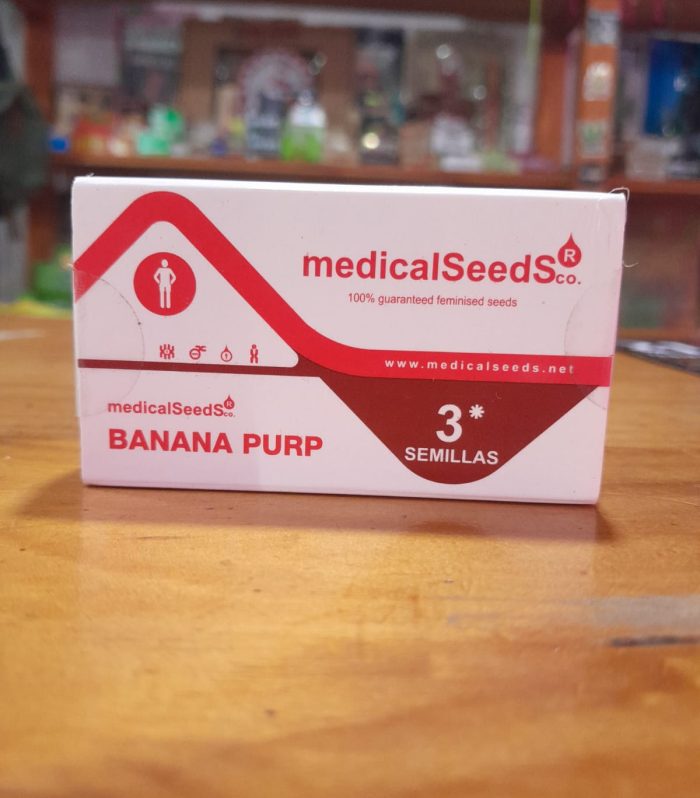 medicalSeedS®co.
100% guaranteed feminised seeds
www.medicalseeds.net
medicalSeedS®co.
BANANA PURP
3*
SEMILLAS